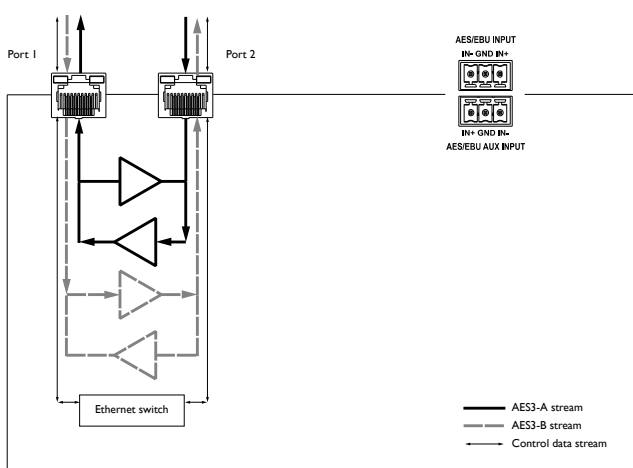 Port 1
Port 2
AES/EBU INPUT
IN- GND IN+
IN+ GND IN-
AES/EBU AUX INPUT
Ethernet switch
AES3-A stream
AES3-B stream
Control data stream